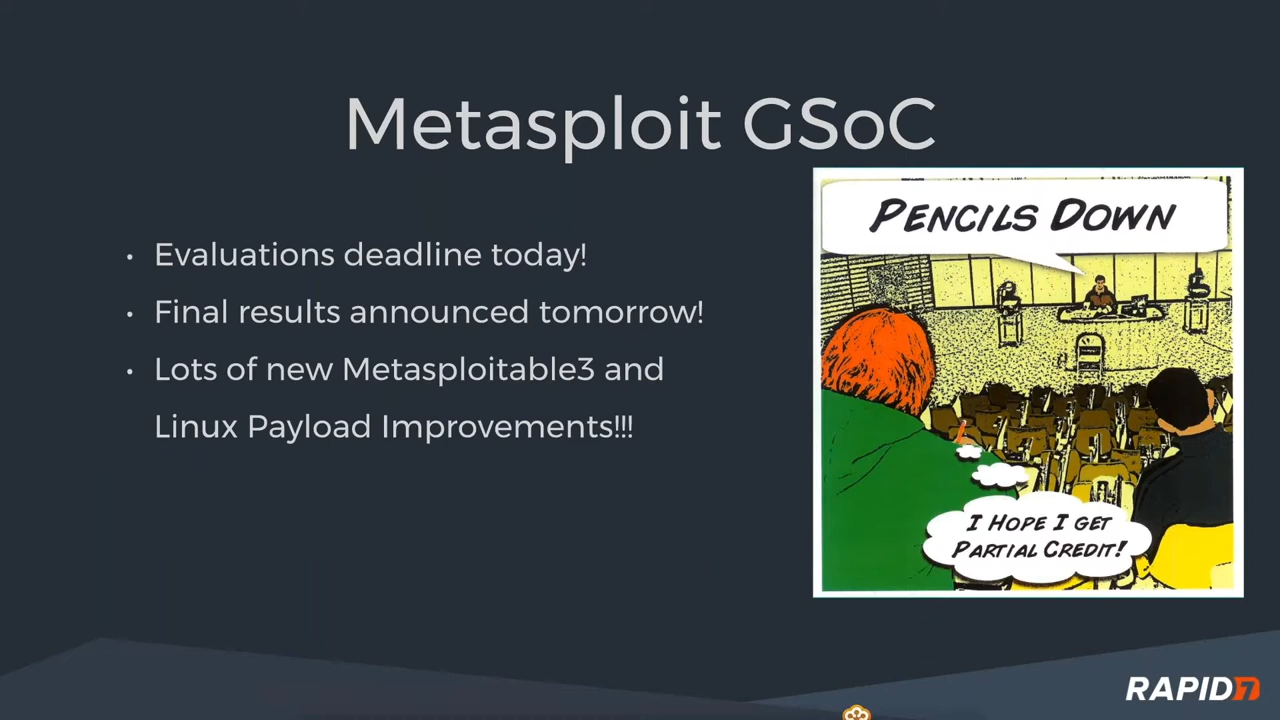 Metasploit GSoC
• Evaluations deadline today!
• Final results announced tomorrow!
• Lots of new Metasploitable3 and
Linux Payload Improvements!!!
PENCILS DOWN
I HOPE I GET
PARTIAL CREDIT!
RAPID7